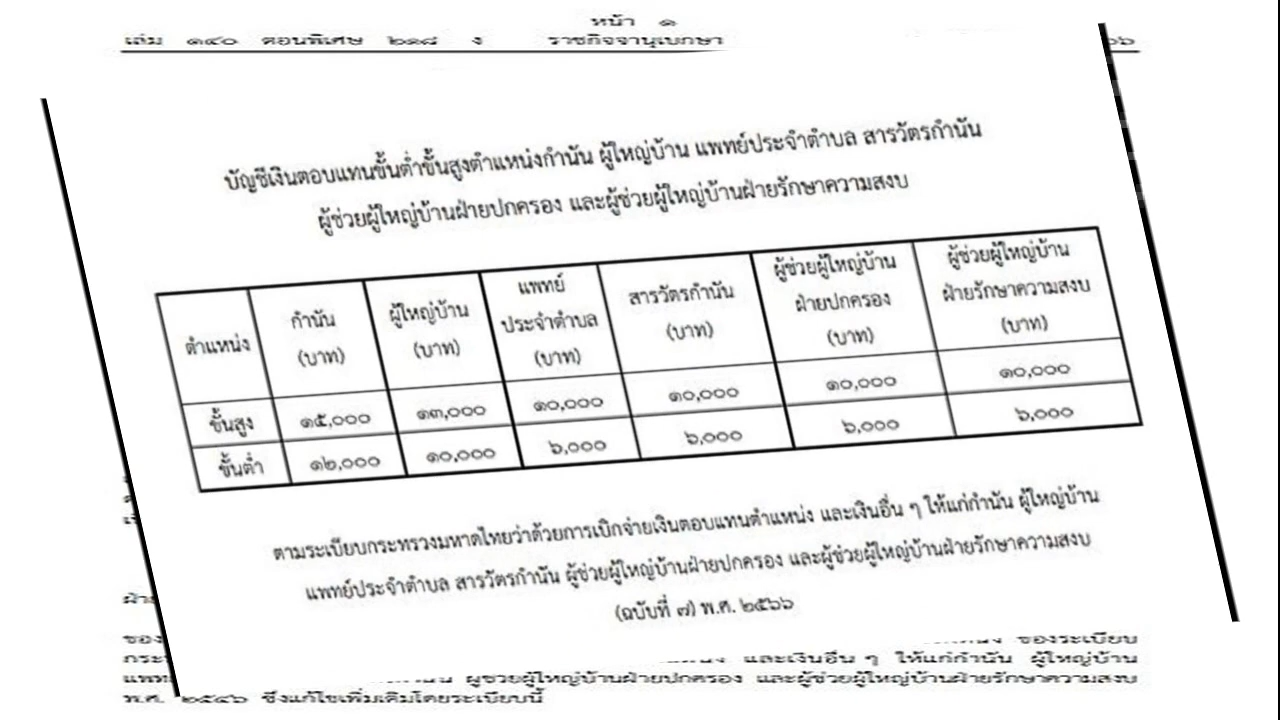 หน้า ๑
เล่ม ๑๔๐ ตอนพิเศษ ๒๑๘ ง ราชกิจจานุเบกษา
บัญชีเงินตอบแทนขั้นต่ำขั้นสูงตำแหน่งกำนัน ผู้ใหญ่บ้าน แพทย์ประจำตำบล สารวัตรกำนัน
ผู้ช่วยผู้ใหญ่บ้านฝ่ายปกครอง และผู้ช่วยผู้ใหญ่บ้านฝ่ายรักษาความสงบ
ตำแหน่ง กำนัน (บาท) ผู้ใหญ่บ้าน (บาท) แพทย์ประจำตำบล (บาท) สารวัตรกำนัน (บาท) ผู้ช่วยผู้ใหญ่บ้านฝ่ายปกครอง (บาท) ผู้ช่วยผู้ใหญ่บ้านฝ่ายรักษาความสงบ (บาท)
ขั้นสูง ๑๕,๐๐๐ ๑๓,๐๐๐ ๑๐,๐๐๐ ๑๐,๐๐๐ ๑๐,๐๐๐ ๑๐,๐๐๐
ขั้นต่ำ ๑๒,๐๐๐ ๑๐,๐๐๐ ๖,๐๐๐ ๖,๐๐๐ ๖,๐๐๐ ๖,๐๐๐
ตามระเบียบกระทรวงมหาดไทยว่าด้วยการเบิกจ่ายเงินตอบแทนตำแหน่ง และเงินอื่น ๆ ให้แก่กำนัน ผู้ใหญ่บ้าน
แพทย์ประจำตำบล สารวัตรกำนัน ผู้ช่วยผู้ใหญ่บ้านฝ่ายปกครอง และผู้ช่วยผู้ใหญ่บ้านฝ่ายรักษาความสงบ
(ฉบับที่ ๗) พ.ศ. ๒๕๖๖
ของระเบียบ
และเงินอื่น ๆ ให้แก่กำนัน ผู้ใหญ่บ้าน
ผู้ช่วยผู้ใหญ่บ้านฝ่ายปกครอง และผู้ช่วยผู้ใหญ่บ้านฝ่ายรักษาความสงบ
พ.ศ. ๒๕๔๖ ซึ่งแก้ไขเพิ่มเติมโดยระเบียบนี้